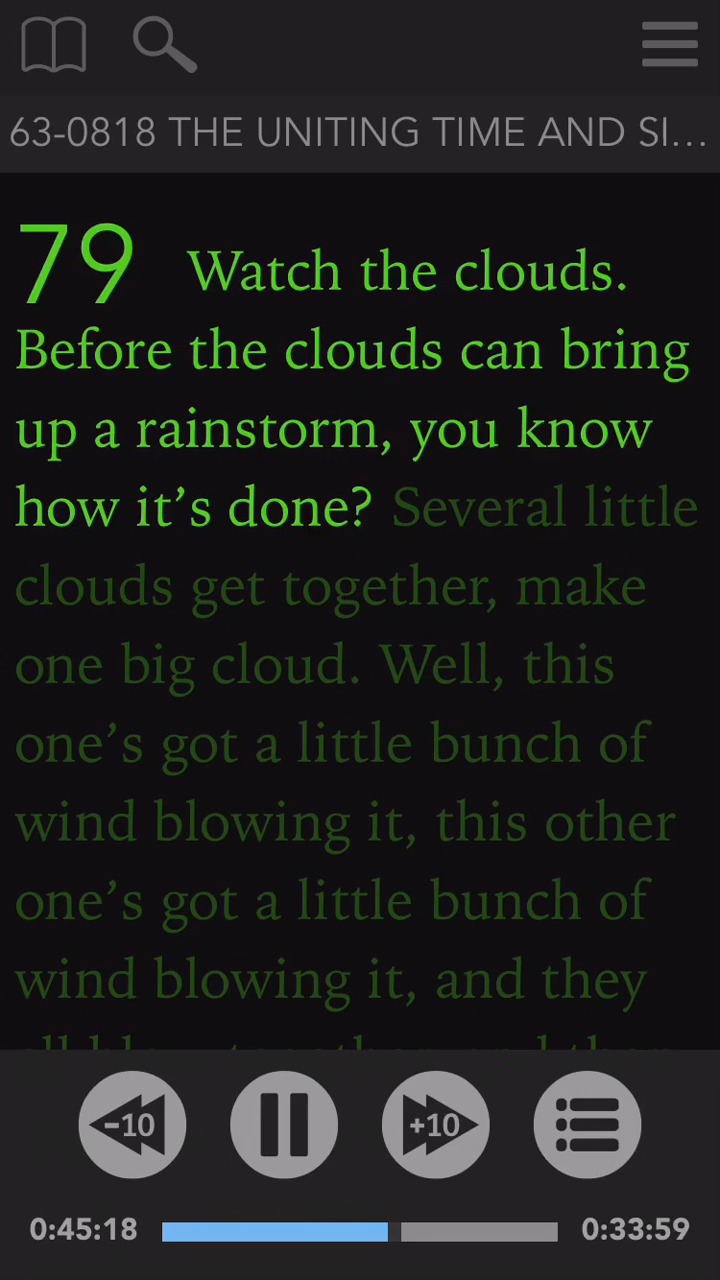 63-0818 THE UNITING TIME AND SI...
79 Watch the clouds.
Before the clouds can bring
up a rainstorm, you know
how it's done? Several little
clouds get together, make
one big cloud. Well, this
one's got a little bunch of
wind blowing it, this other
one's got a little bunch of
wind blowing it, and they
-10 +10
0:45:18 0:33:59